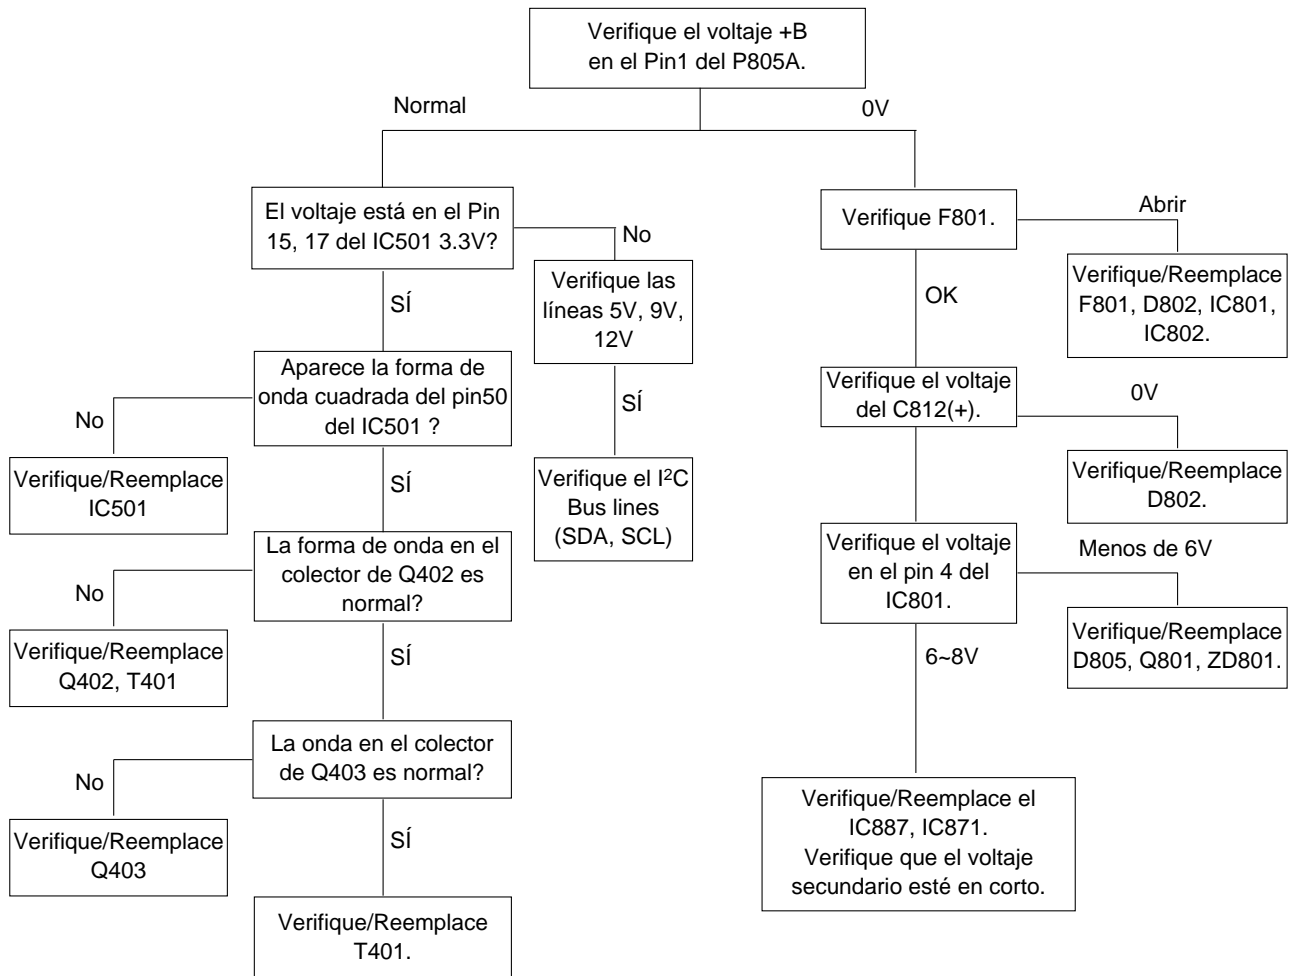 Verifique el voltaje +B
en el Pin1 del P805A.
Normal
0V
El voltaje está en el Pin
15, 17 del IC501 3.3V?
No
SÍ
Verifique las
líneas 5V, 9V,
12V
SÍ
Verifique el I²C
Bus lines
(SDA, SCL)
Aparece la forma de
onda cuadrada del pin50
del IC501 ?
No
Verifique/Reemplace
IC501
SÍ
La forma de onda en el
colector de Q402 es
normal?
No
Verifique/Reemplace
Q402, T401
SÍ
La onda en el colector
de Q403 es normal?
No
Verifique/Reemplace
Q403
SÍ
Verifique/Reemplace
T401.
Verifique F801.
Abrir
Verifique/Reemplace
F801, D802, IC801,
IC802.
OK
Verifique el voltaje
del C812(+).
0V
Verifique/Reemplace
D802.
Verifique el voltaje
en el pin 4 del
IC801.
Menos de 6V
Verifique/Reemplace
D805, Q801, ZD801.
6~8V
Verifique/Reemplace el
IC887, IC871.
Verifique que el voltaje
secundario esté en corto.